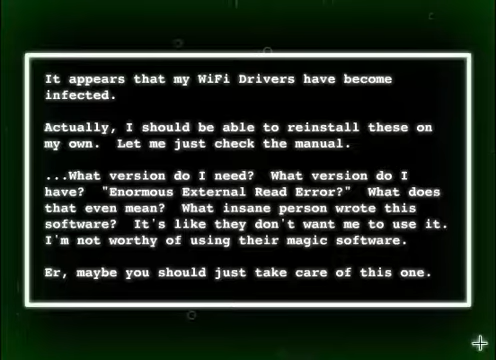 It appears that my WiFi Drivers have become
infected.
Actually, I should be able to reinstall these on
my own.  Let me just check the manual.
...What version do I need?  What version do I
have?  "Enormous External Read Error?"  What does
that even mean?  What insane person wrote this
software?  It's like they don't want me to use it.
I'm not worthy of using their magic software.
Er, maybe you should just take care of this one.